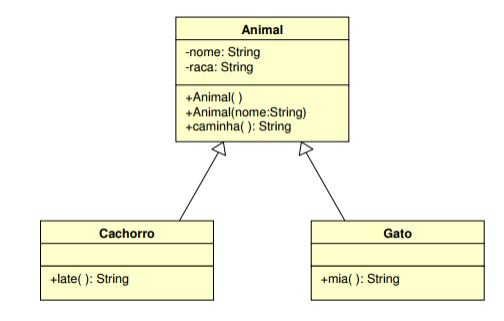 Animal
-nome: String
-raca: String
+Animal( )
+Animal(nome:String)
+caminha( ): String
Cachorro
+late( ): String
Gato
+mia( ): String